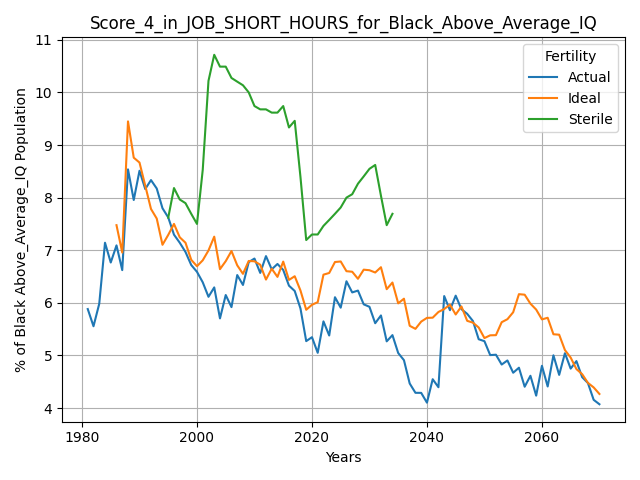 Score_4_in_JOB_SHORT_HOURS_for_Black_Above_Average_IQ
% of Black Above_Average_IQ Population
11
10
9
8
7
6
5
4
Fertility
Actual
Ideal
Sterile
1980
2000
2020
2040
2060
Years